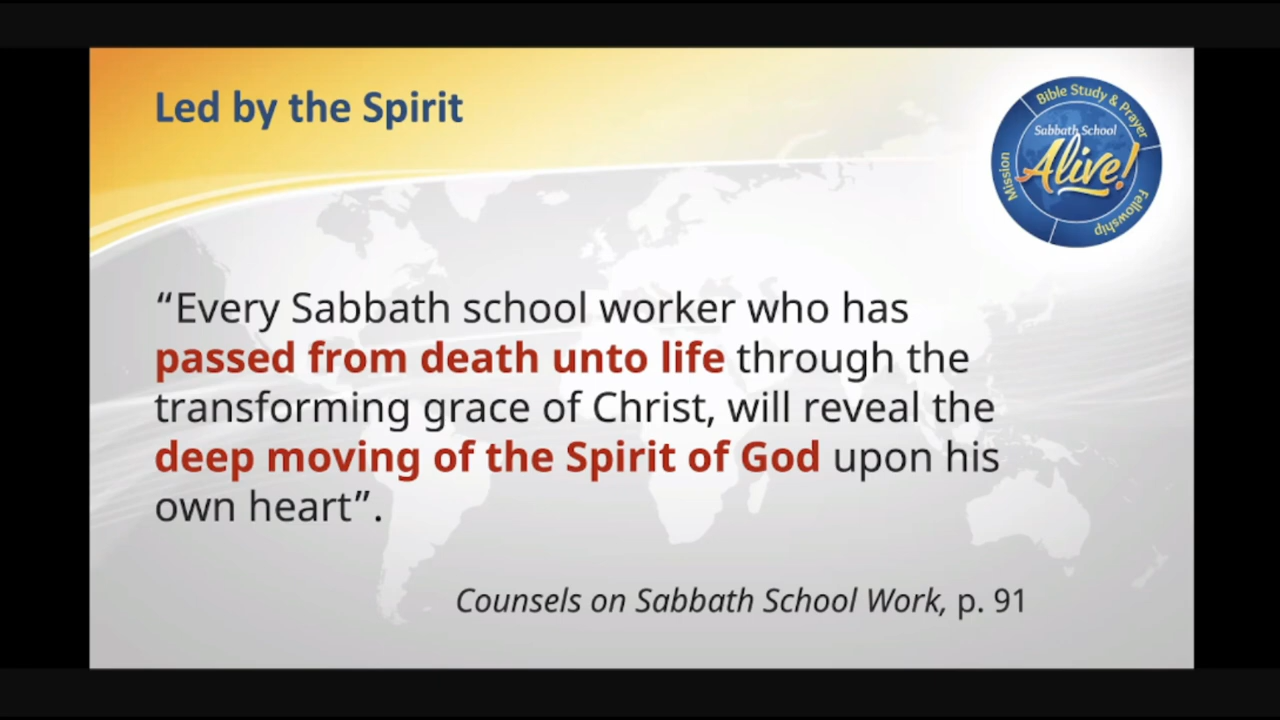 Led by the Spirit
Bible Study & Prayer
Sabbath School
Alive!
Mission
Fellowship
“Every Sabbath school worker who has
passed from death unto life through the
transforming grace of Christ, will reveal the
deep moving of the Spirit of God upon his
own heart”.
Counsels on Sabbath School Work, p. 91